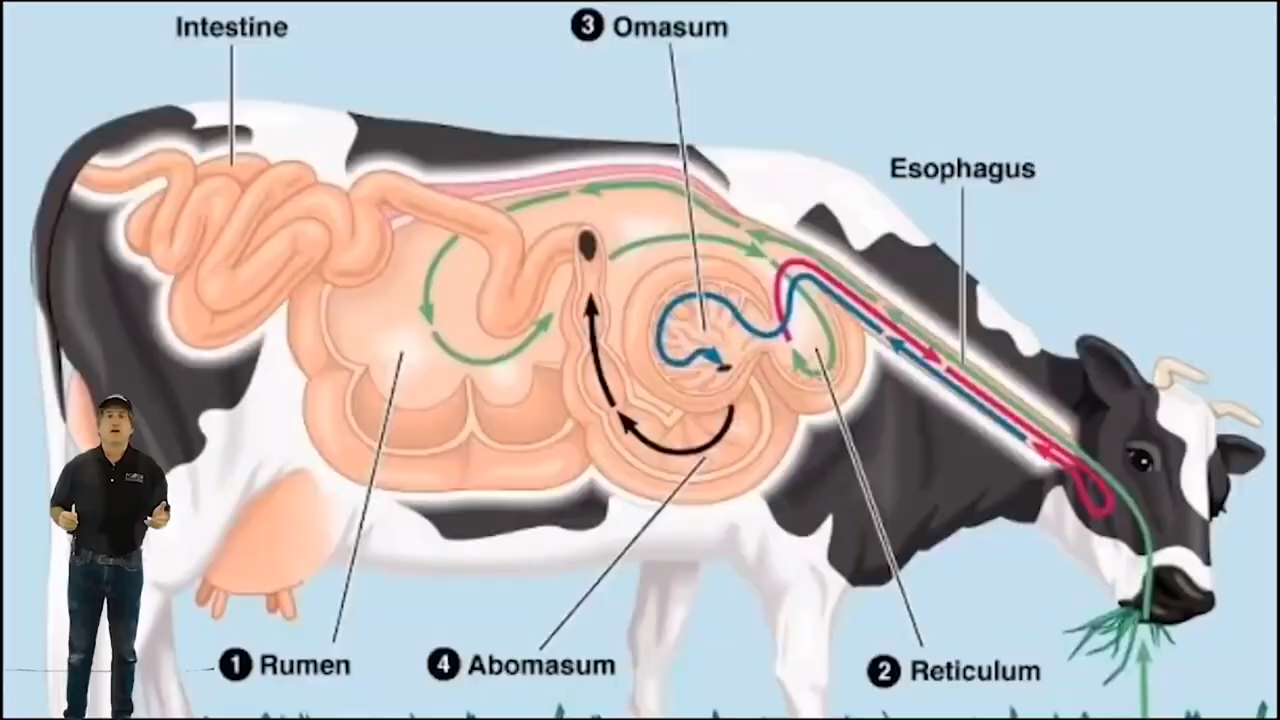 Intestine
3 Omasum
Esophagus
1 Rumen
4 Abomasum
2 Reticulum